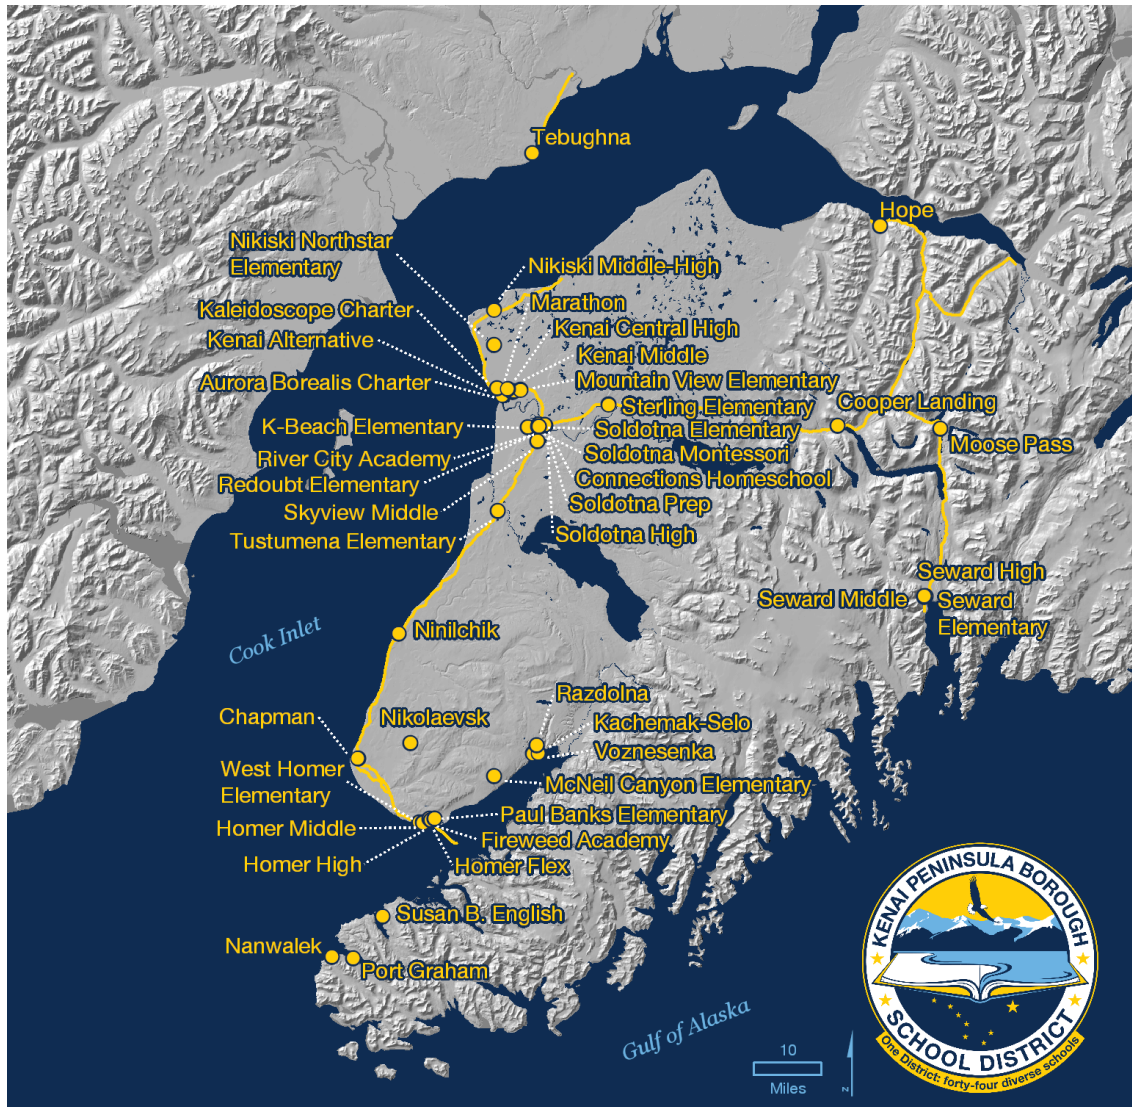 Tebughna
Hope
Nikiski Northstar
Elementary
Nikiski Middle-High
Kaleidoscope Charter
Marathon
Kenai Alternative
Kenai Central High
Kenai Middle
Aurora Borealis Charter
Mountain View Elementary
Sterling Elementary
Cooper Landing
K-Beach Elementary
Soldotna Elementary
Moose Pass
River City Academy
Soldotna Montessori
Redoubt Elementary
Connections Homeschool
Skyview Middle
Soldotna Prep
Tustumena Elementary
Soldotna High
Seward High
Seward Middle
Seward
Elementary
Cook Inlet
Ninilchik
Razdolna
Chapman
Nikolaevsk
Kachemak-Selo
Voznesenka
West Homer
Elementary
McNeil Canyon Elementary
Homer Middle
Paul Banks Elementary
Fireweed Academy
Homer High
Homer Flex
Susan B. English
Nanwalek
Port Graham
Gulf of Alaska
10
Miles
N
KENAI PENINSULA BOROUGH
SCHOOL DISTRICT
One District: forty-four diverse schools